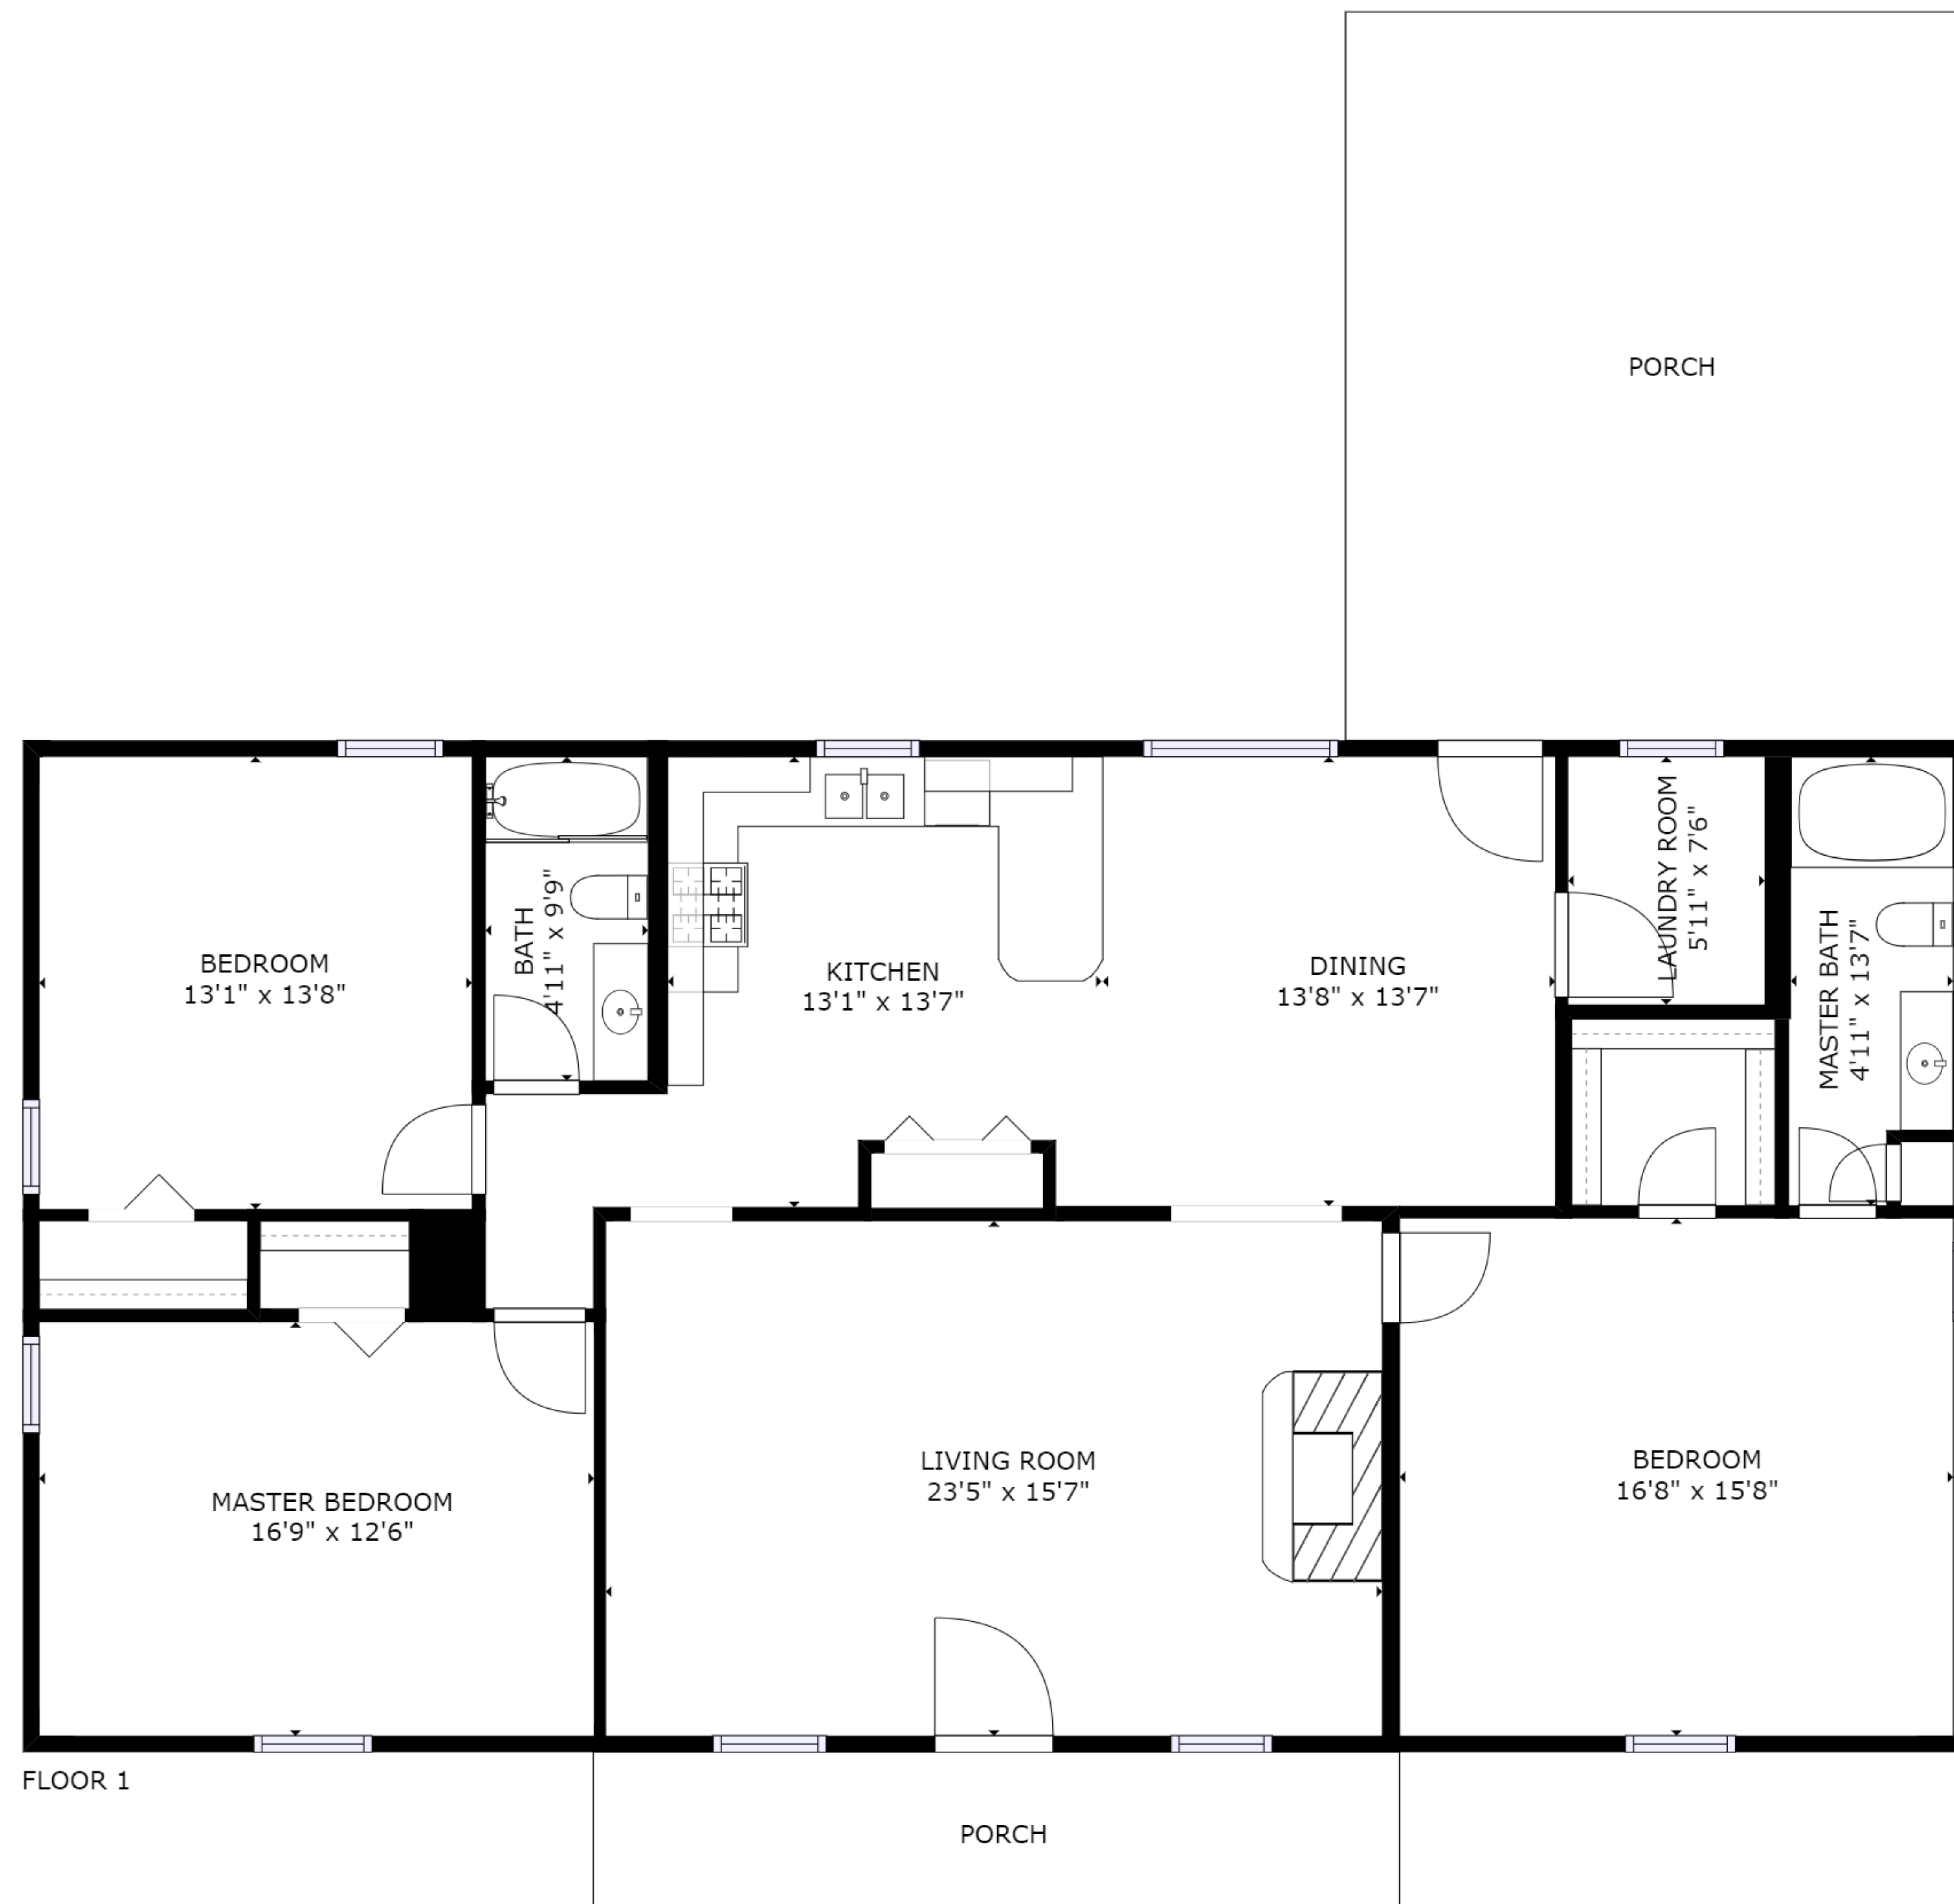 PORCH
BEDROOM
13'1" x 13'8"
BATH
4'11" x 9'9"
KITCHEN
13'1" x 13'7"
DINING
13'8" x 13'7"
LAUNDRY ROOM
5'11" x 7'6"
MASTER BATH
4'11" x 13'7"
MASTER BEDROOM
16'9" x 12'6"
LIVING ROOM
23'5" x 15'7"
BEDROOM
16'8" x 15'8"
FLOOR 1
PORCH